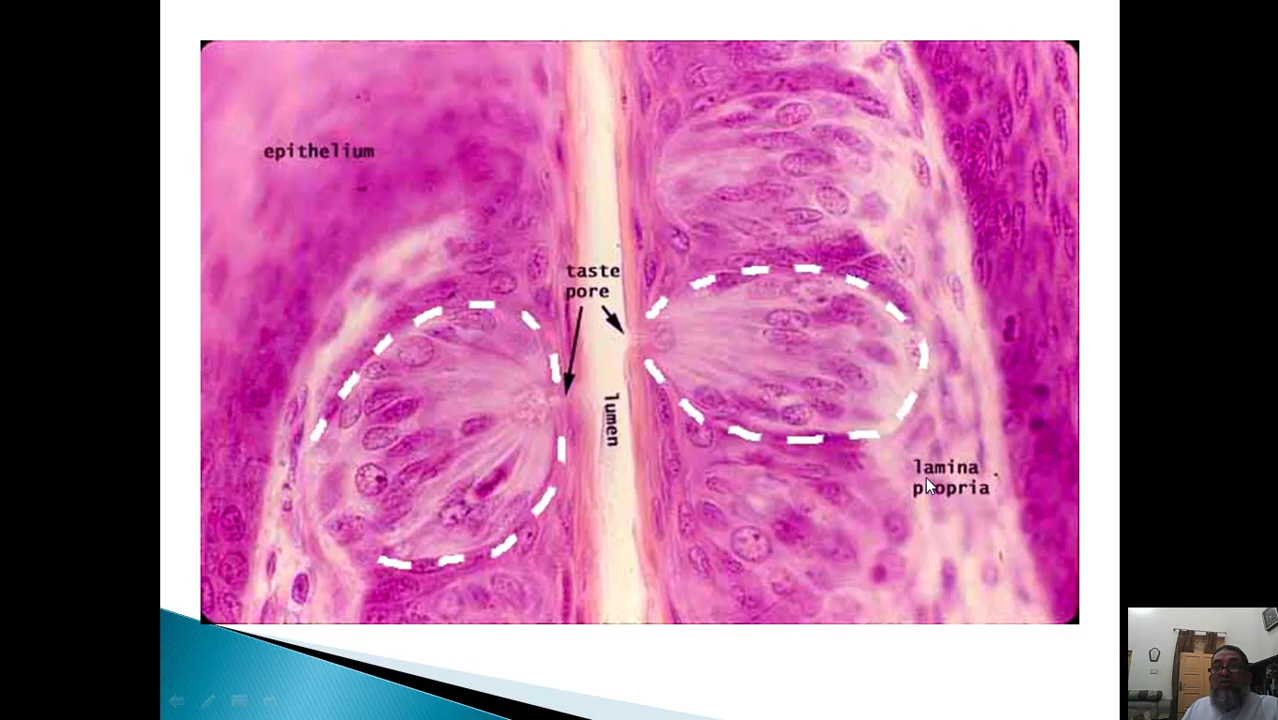 epithelium
taste
pore
lumen
lamina
propria